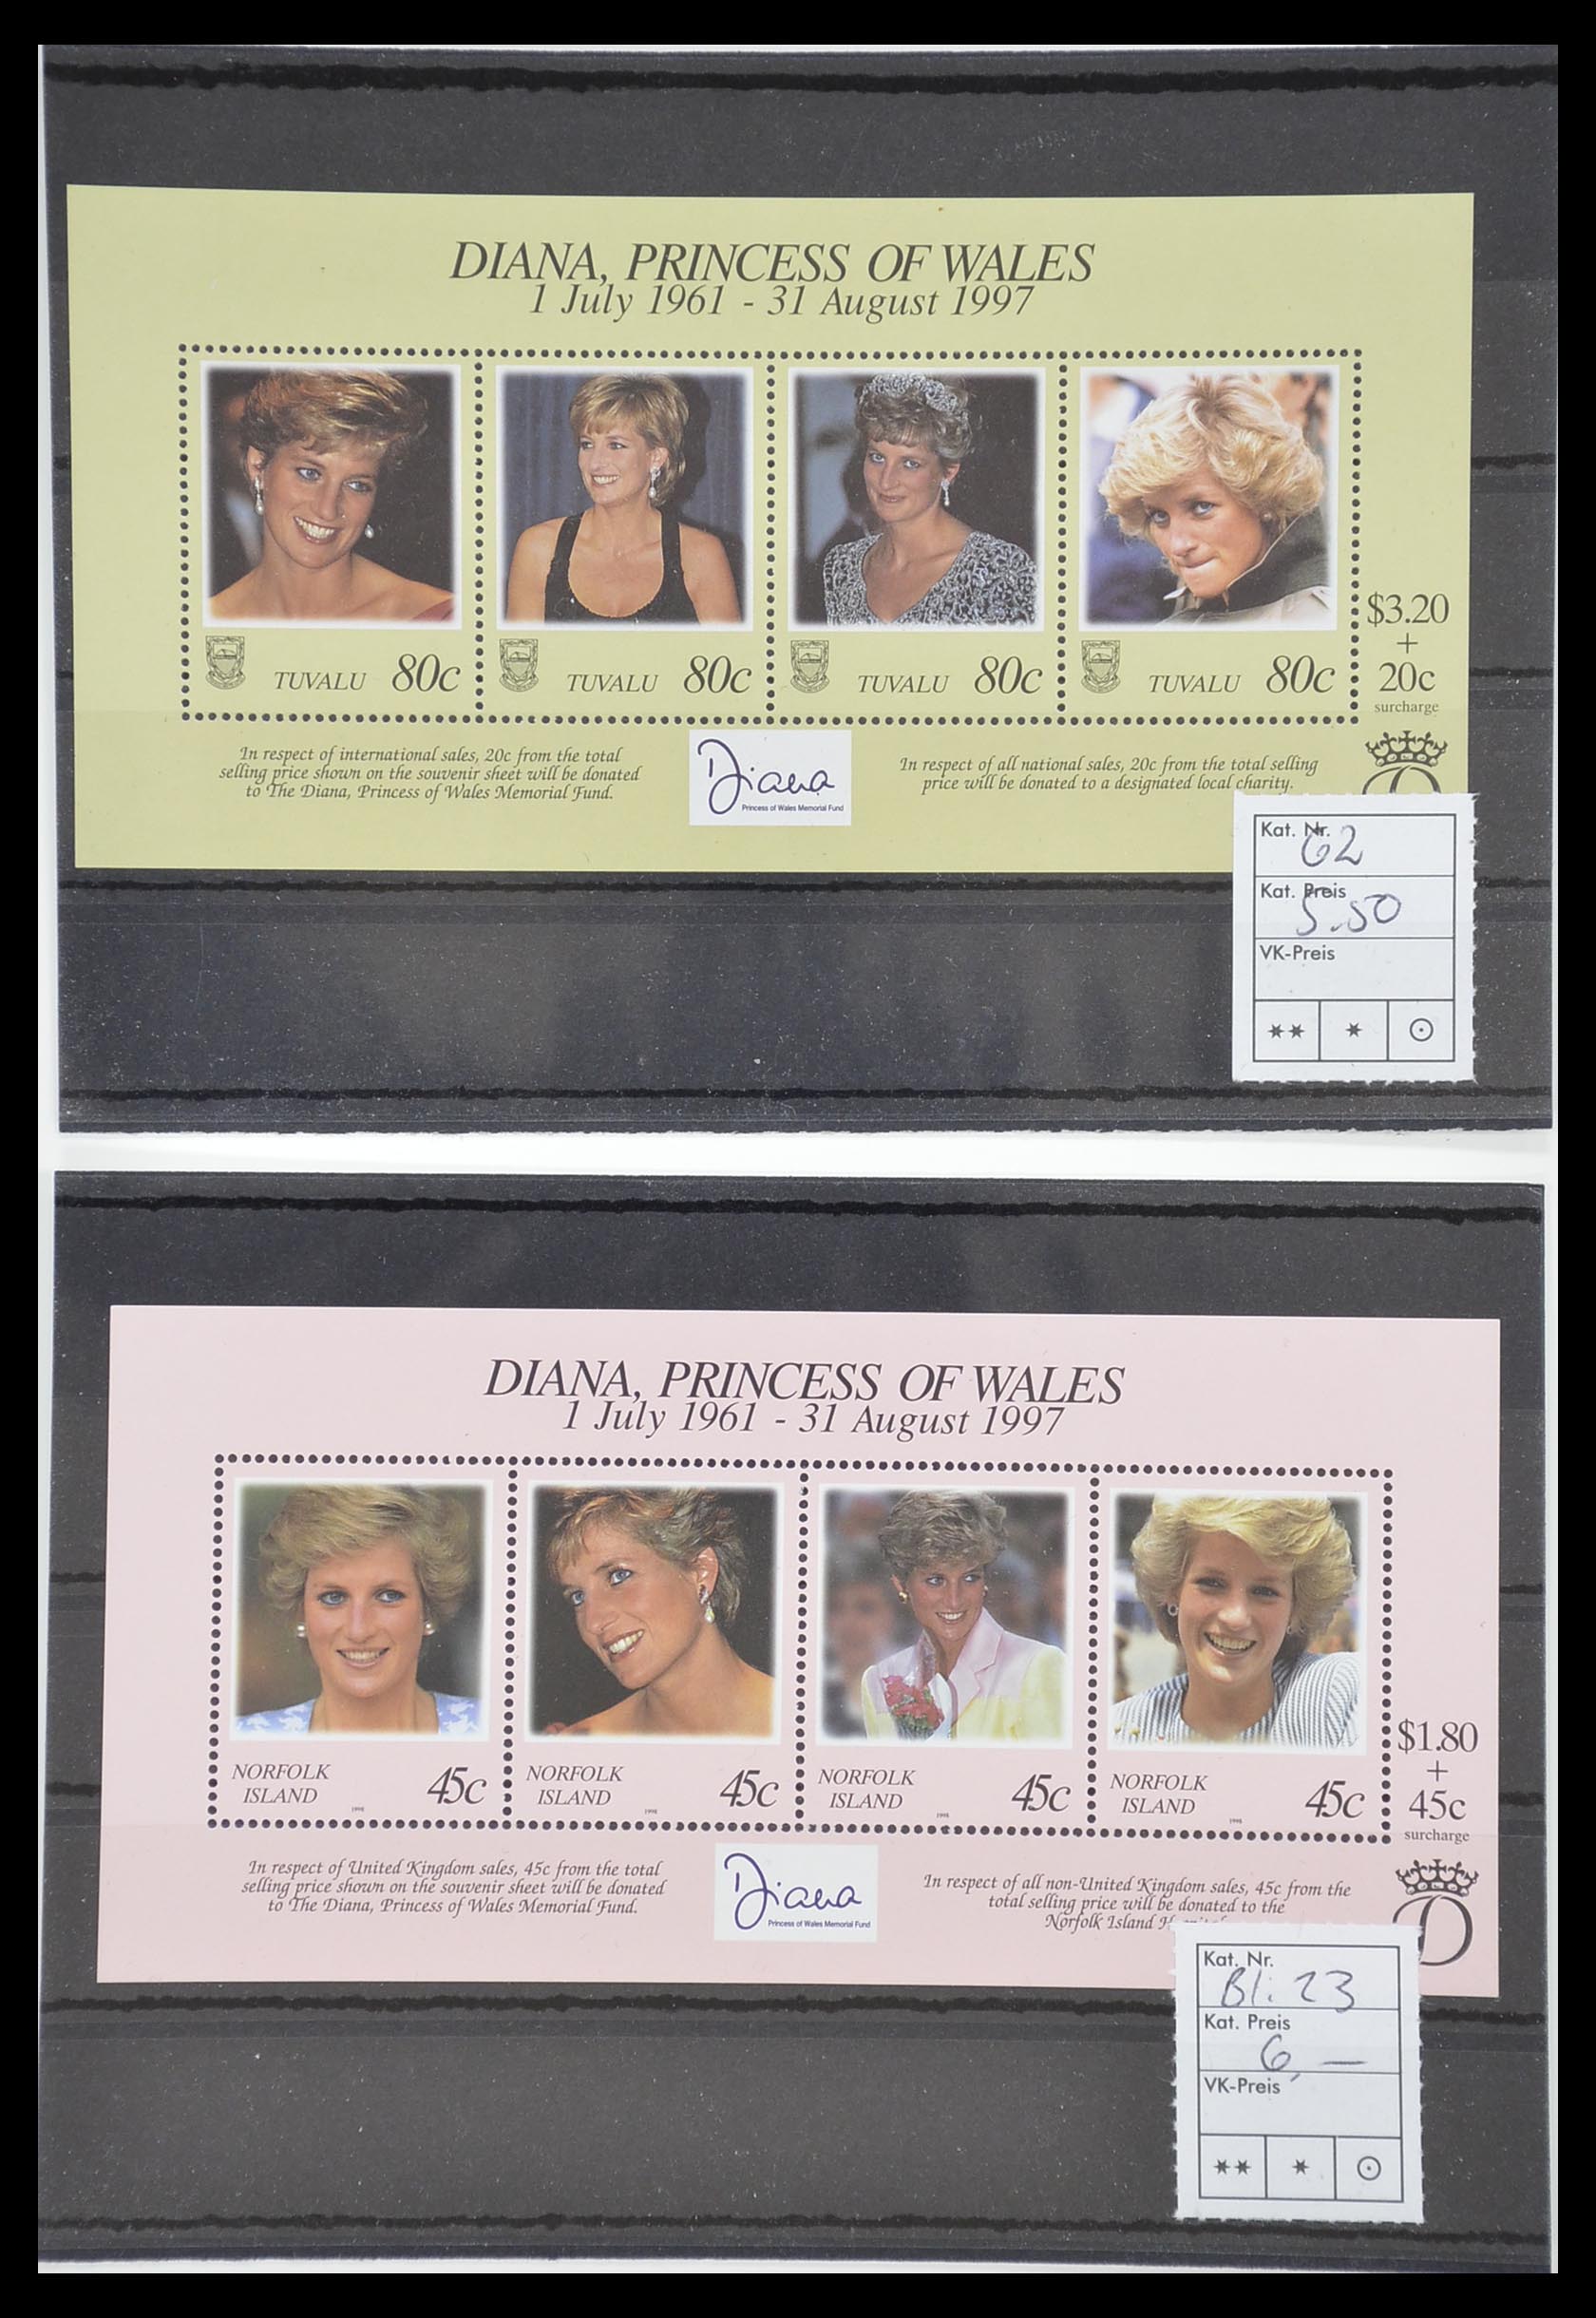 DIANA, PRINCESS OF WALES
1 July 1961 - 31 August 1997
TUVALU 80c
TUVALU 80c
TUVALU 80c
TUVALU 80c
$3.20
+
20c
surcharge
In respect of international sales, 20c from the total
selling price shown on the souvenir sheet will be donated
to The Diana, Princess of Wales Memorial Fund.
Diana
Princess of Wales Memorial Fund
In respect of all national sales, 20c from the total selling
price will be donated to a designated local charity.
Kat. Nr.
62
Kat. Preis
5.50
VK-Preis
DIANA, PRINCESS OF WALES
1 July 1961 - 31 August 1997
NORFOLK
ISLAND 1998 45c
NORFOLK
ISLAND 1998 45c
NORFOLK
ISLAND 1998 45c
NORFOLK
ISLAND 1998 45c
$1.80
+
45c
surcharge
In respect of United Kingdom sales, 45c from the total
selling price shown on the souvenir sheet will be donated
to The Diana, Princess of Wales Memorial Fund.
Diana
Princess of Wales Memorial Fund
In respect of all non-United Kingdom sales, 45c from the
total selling price will be donated to the
Norfolk Island
D
Kat. Nr.
Bl. 23
Kat. Preis
6,—
VK-Preis